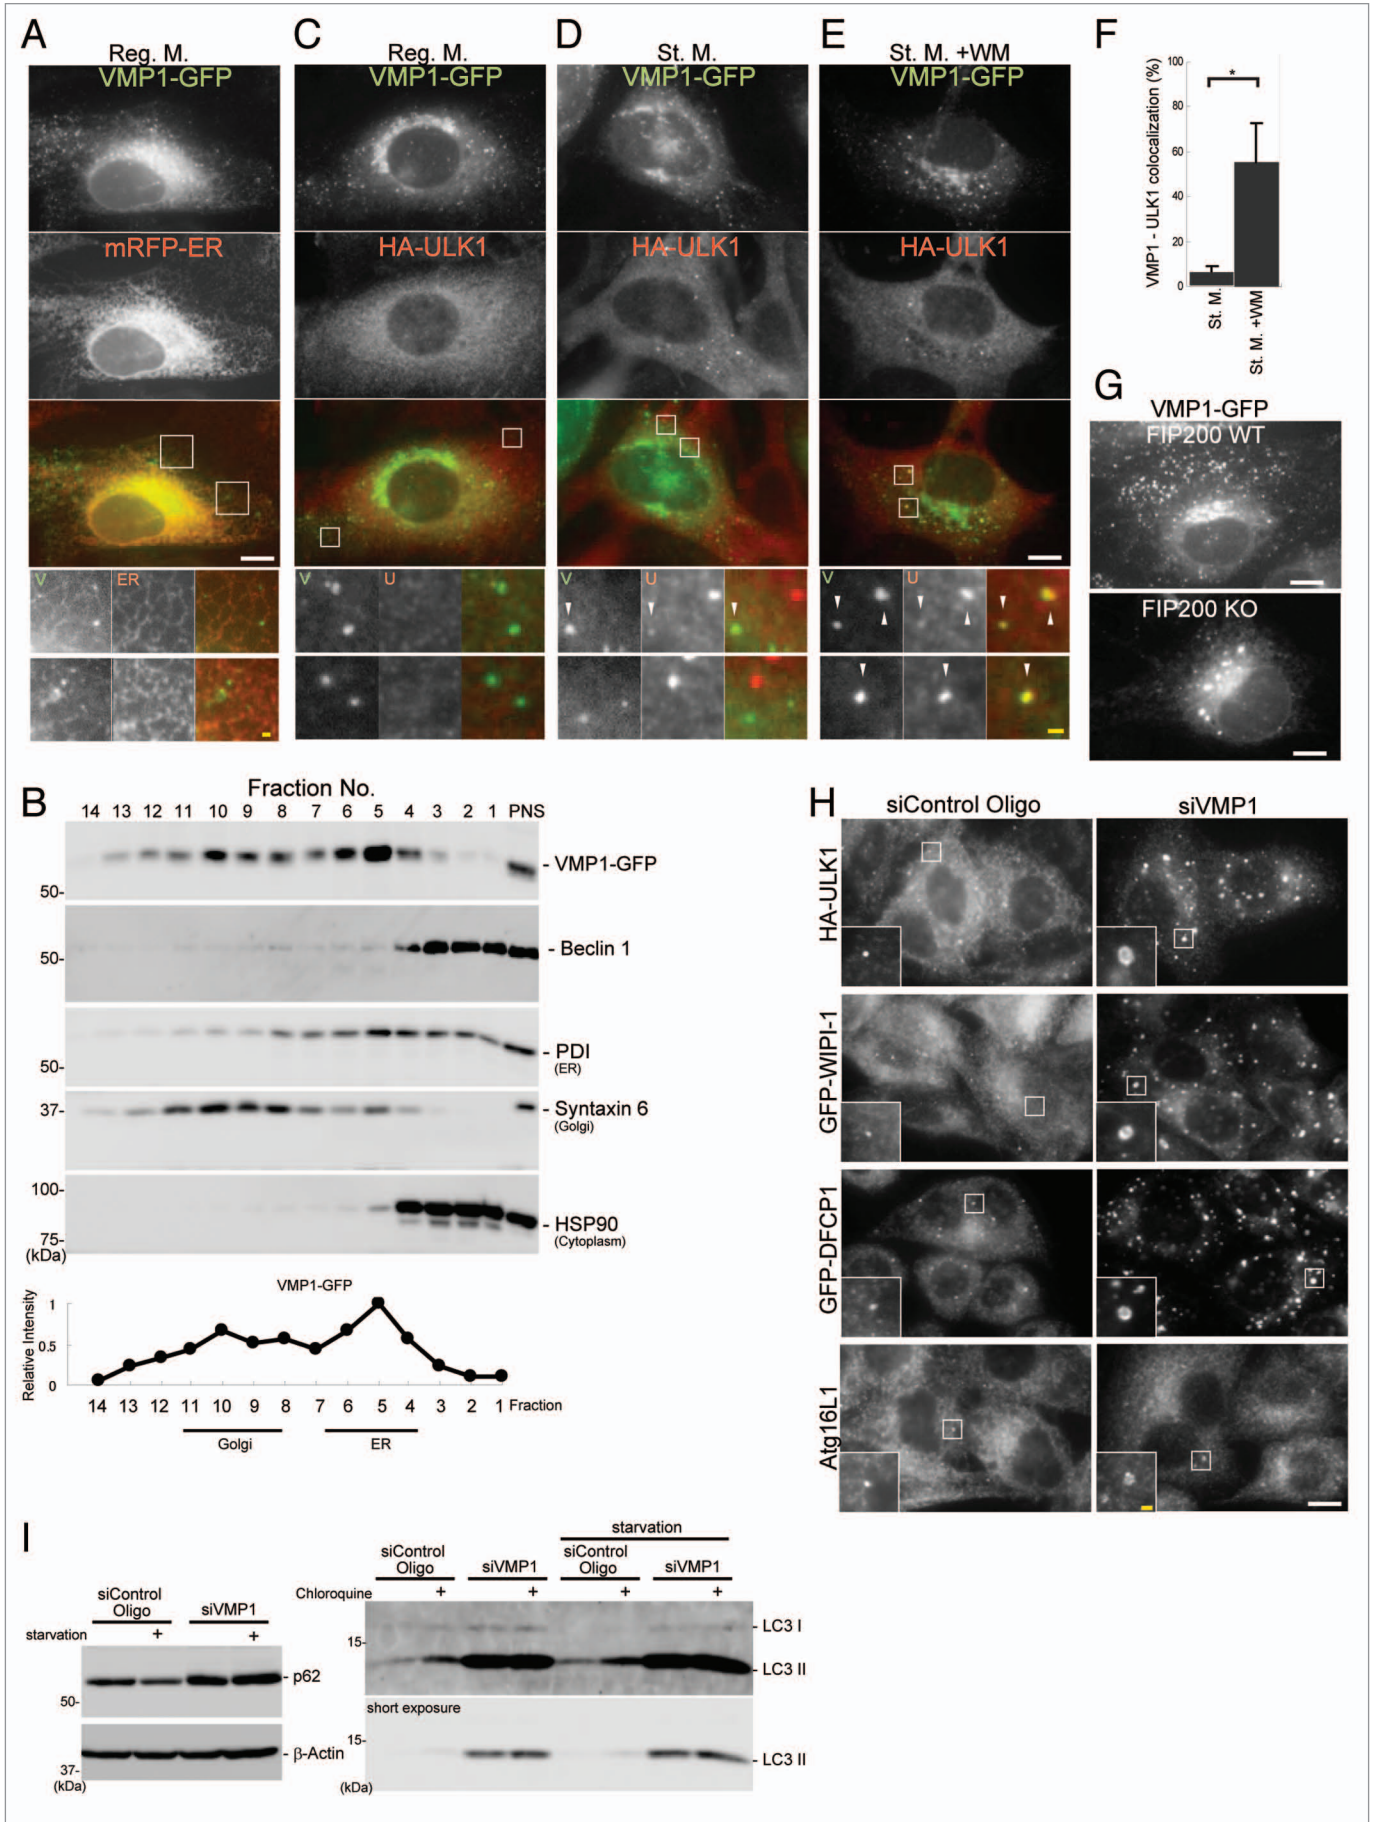 A
Reg. M.
VMP1-GFP
mRFP-ER
V
ER
C
Reg. M.
VMP1-GFP
HA-ULK1
V
U
D
St. M.
VMP1-GFP
HA-ULK1
V
U
E
St. M. +WM
VMP1-GFP
HA-ULK1
V
U
F
VMP1 - ULK1 colocalization (%)
100
80
60
40
20
0
*
St. M.
St. M. +WM
G
VMP1-GFP
FIP200 WT
FIP200 KO
B
Fraction No.
14 13 12 11 10 9 8 7 6 5 4 3 2 1 PNS
- VMP1-GFP
50-
- Beclin 1
50-
- PDI
(ER)
50-
37-
- Syntaxin 6
(Golgi)
100-
- HSP90
(Cytoplasm)
75-
(kDa)
VMP1-GFP
Relative Intensity
1
0.5
0
14 13 12 11 10 9 8 7 6 5 4 3 2 1 Fraction
Golgi
ER
H
siControl Oligo
siVMP1
HA-ULK1
GFP-WIPI-1
GFP-DFCP1
Atg16L1
I
siControl
Oligo
siVMP1
starvation
+
+
- p62
50-
- β-Actin
37-
(kDa)
starvation
siControl
Oligo
siVMP1
siControl
Oligo
siVMP1
Chloroquine
+
+
+
+
- LC3 I
15-
- LC3 II
short exposure
15-
- LC3 II
(kDa)